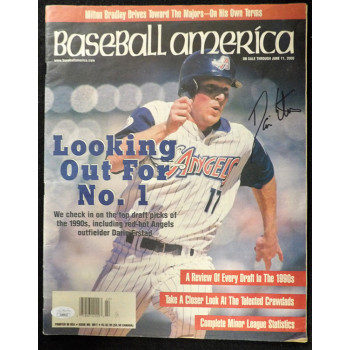 Milton Bradley Drives Toward The Majors—On His Own Terms
Baseball america
www.baseballamerica.com
ON SALE THROUGH JUNE 11, 2000
Looking
Out For
No. 1
ANGELS
17
We check in on the top draft picks of
the 1990s, including red-hot Angels
outfielder Darin Erstad
A Review Of Every Draft In The 1990s
Take A Closer Look At The Talented Crawdads
Complete Minor League Statistics